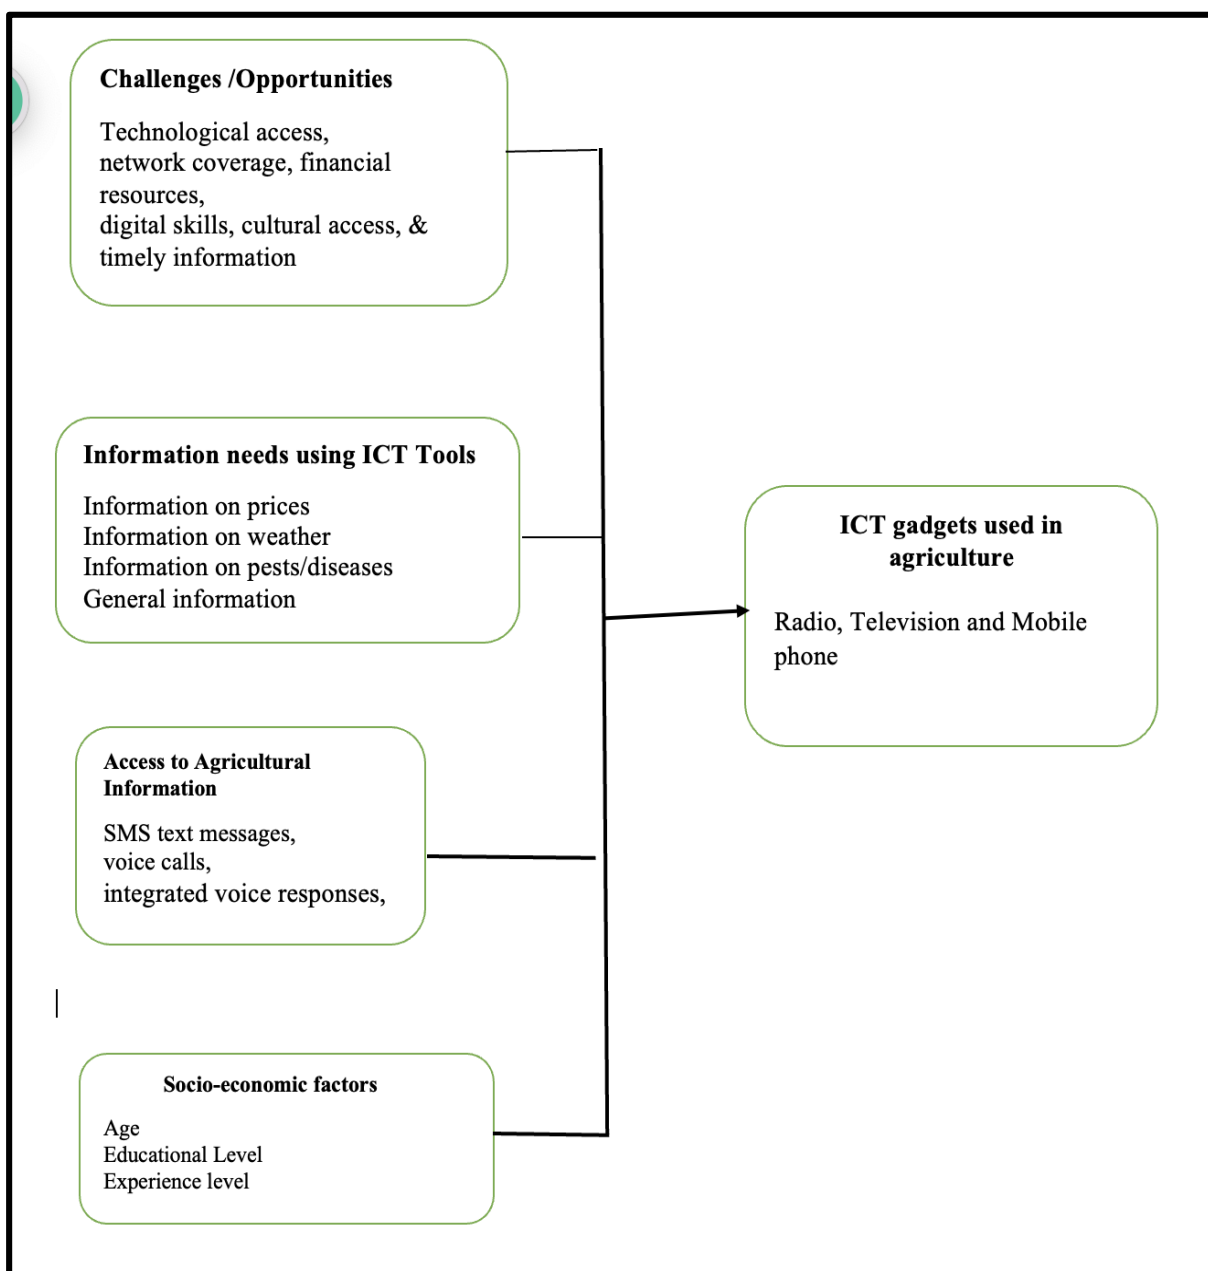 Challenges /Opportunities
Technological access,
network coverage, financial
resources,
digital skills, cultural access, &
timely information
Information needs using ICT Tools
Information on prices
Information on weather
Information on pests/diseases
General information
ICT gadgets used in
agriculture
Radio, Television and Mobile
phone
Access to Agricultural
Information
SMS text messages,
voice calls,
integrated voice responses,
Socio-economic factors
Age
Educational Level
Experience level